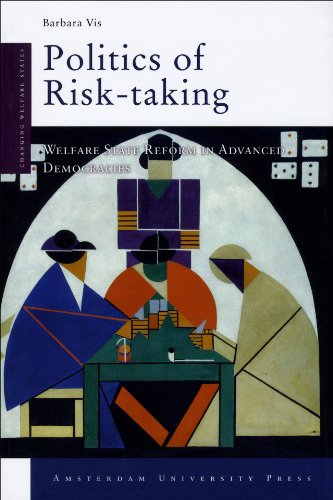 Barbara Vis
Politics of
Risk-taking
Welfare State Reform in Advanced
Democracies
CHANGING WELFARE STATES
Amsterdam University Press